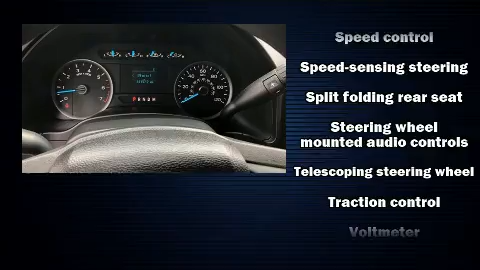 Speed control
Speed-sensing steering
Split folding rear seat
Steering wheel
mounted audio controls
Telescoping steering wheel
Traction control
Voltmeter